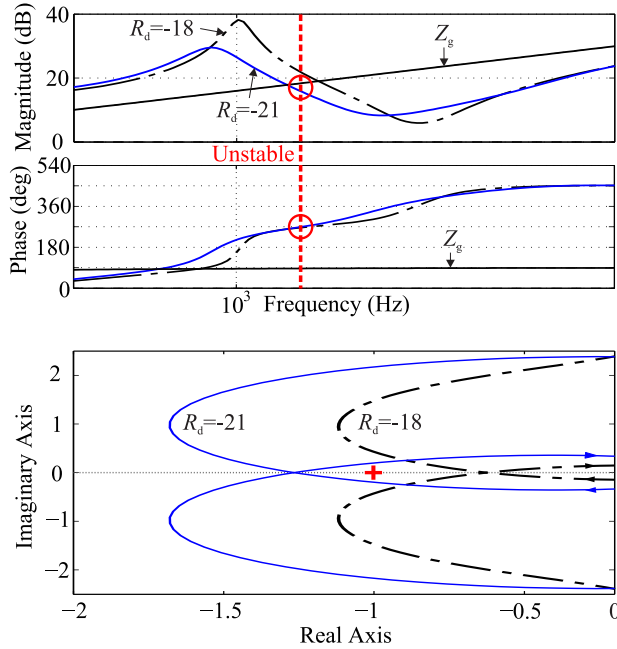 40
20
0
Magnitude (dB)
R_d=-18
R_d=-21
Z_g
Unstable
540
360
180
0
Phase (deg)
Z_g
10^3 Frequency (Hz)
2
1
0
−1
−2
Imaginary Axis
R_d=-21
R_d=-18
−2
−1.5
−1
−0.5
0
Real Axis